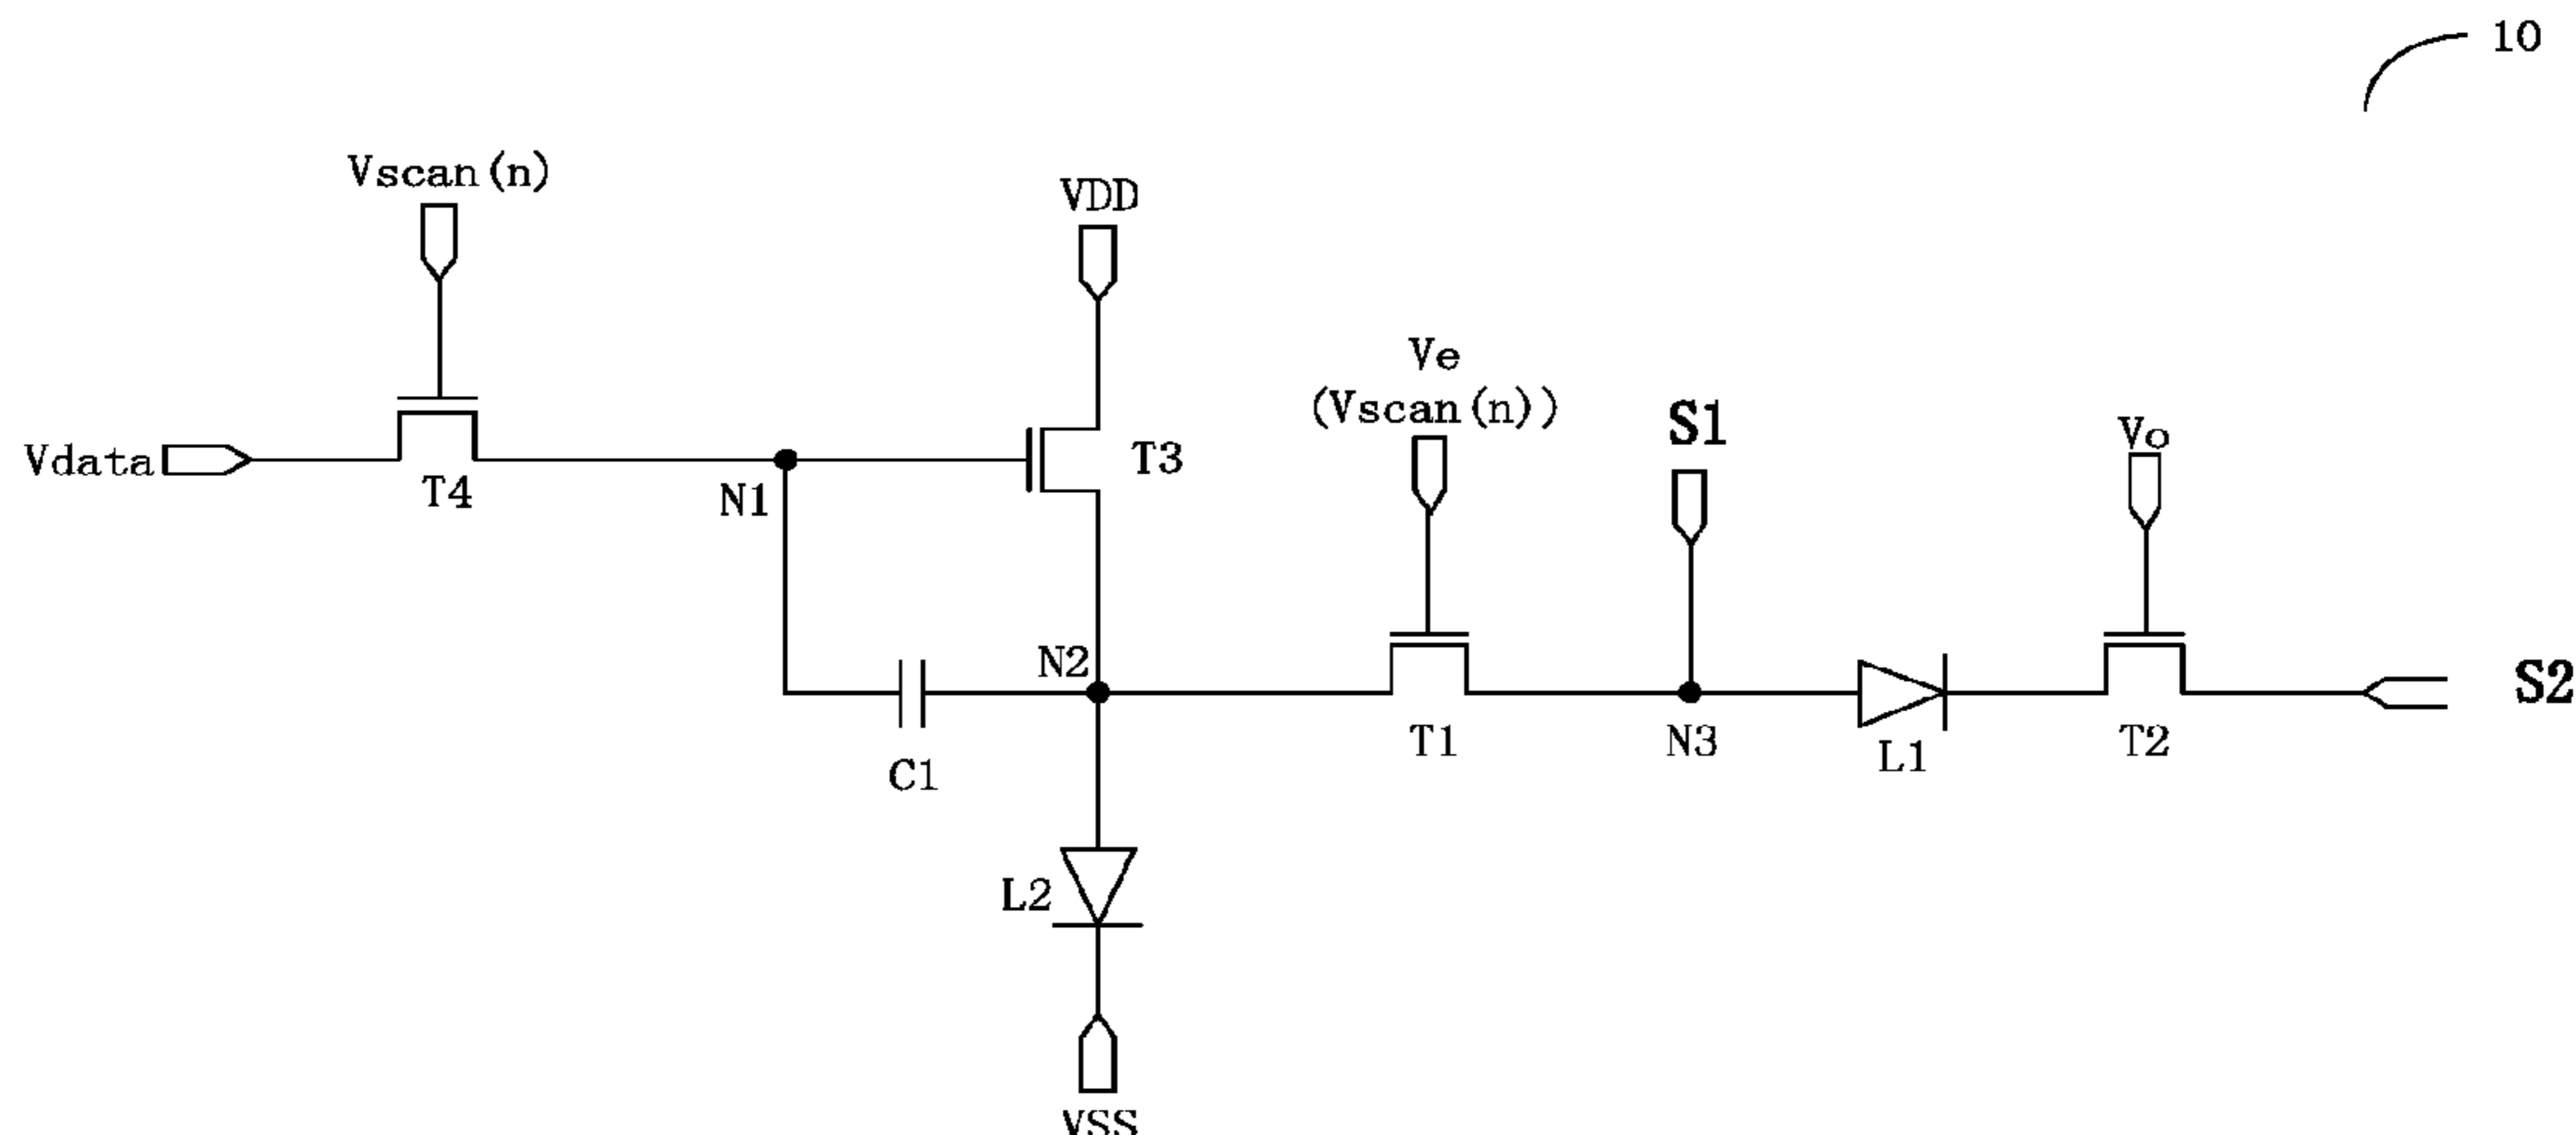 10
Vscan(n)
VDD
Ve
(Vscan(n))
S1
Vo
Vdata
T4
N1
T3
N2
C1
T1
N3
L1
T2
S2
L2
VSS